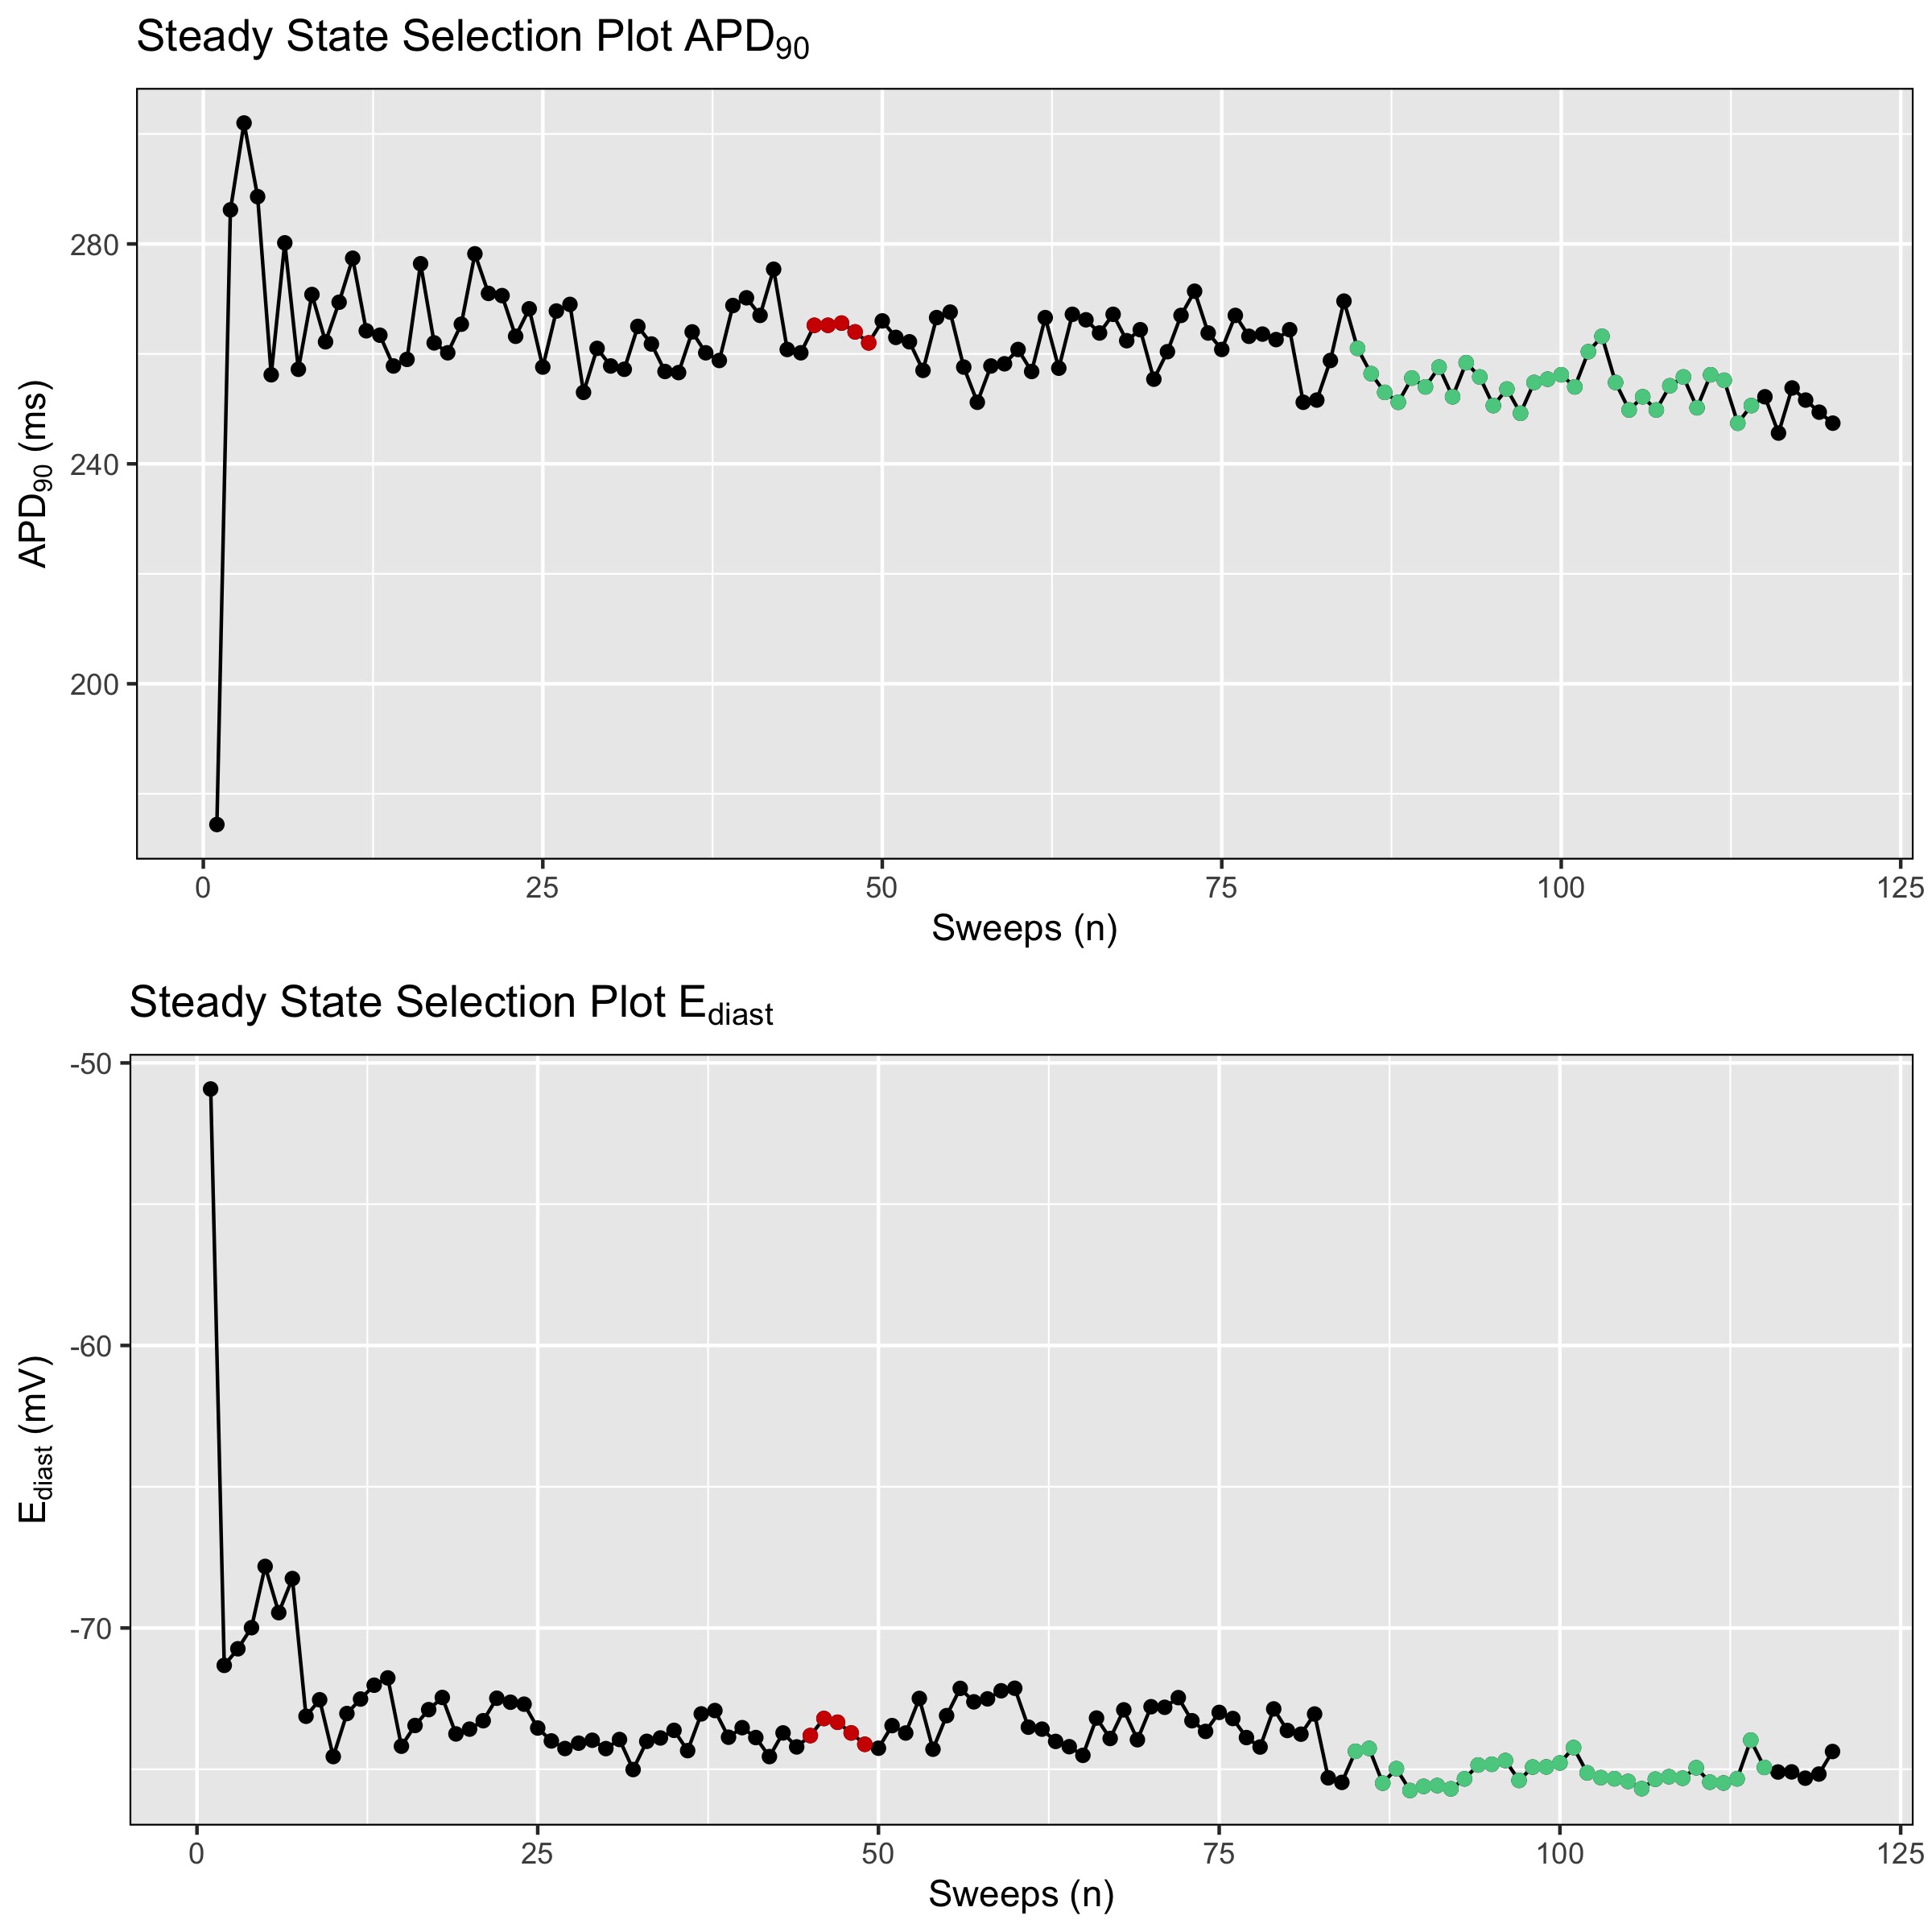 Steady State Selection Plot APD90
280
240
200
APD90 (ms)
0 25 50 75 100 125
Sweeps (n)
Steady State Selection Plot Ediast
-50
-60
-70
Ediast (mV)
0 25 50 75 100 125
Sweeps (n)